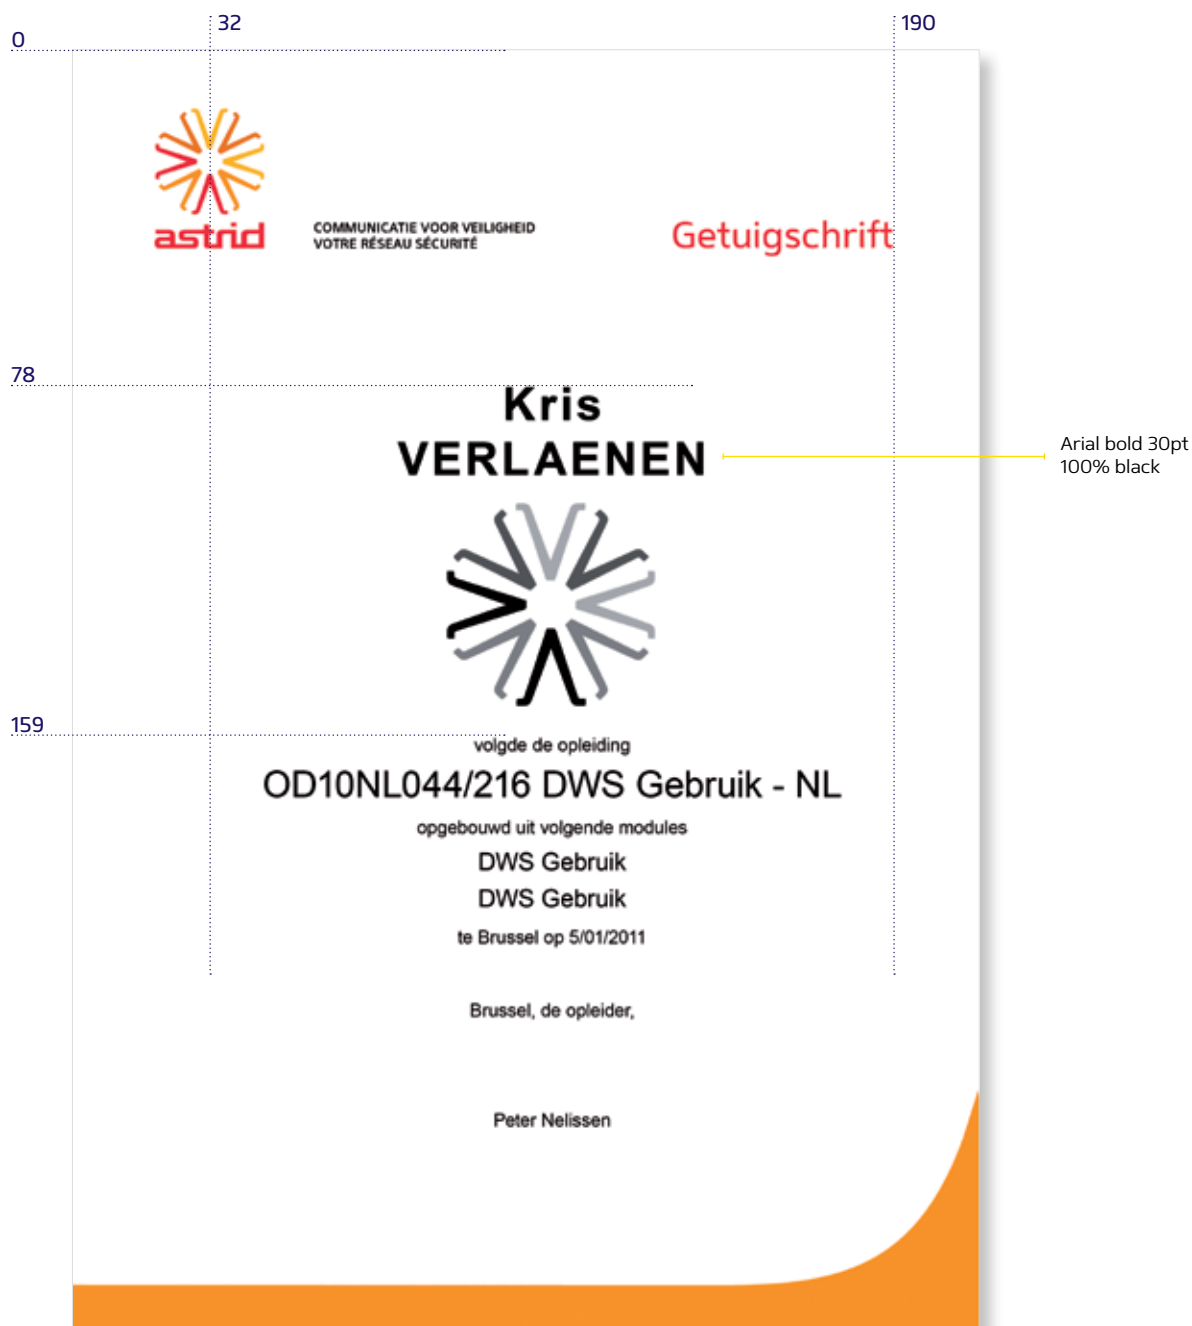 32
190
0
astrid
COMMUNICATIE VOOR VEILIGHEID
VOTRE RÉSEAU SÉCURITÉ
Getuigschrift
78
Kris
VERLAENEN
Arial bold 30pt
100% black
159
volgde de opleiding
OD10NL044/216 DWS Gebruik - NL
opgebouwd uit volgende modules
DWS Gebruik
DWS Gebruik
te Brussel op 5/01/2011
Brussel, de opleider,
Peter Nelissen